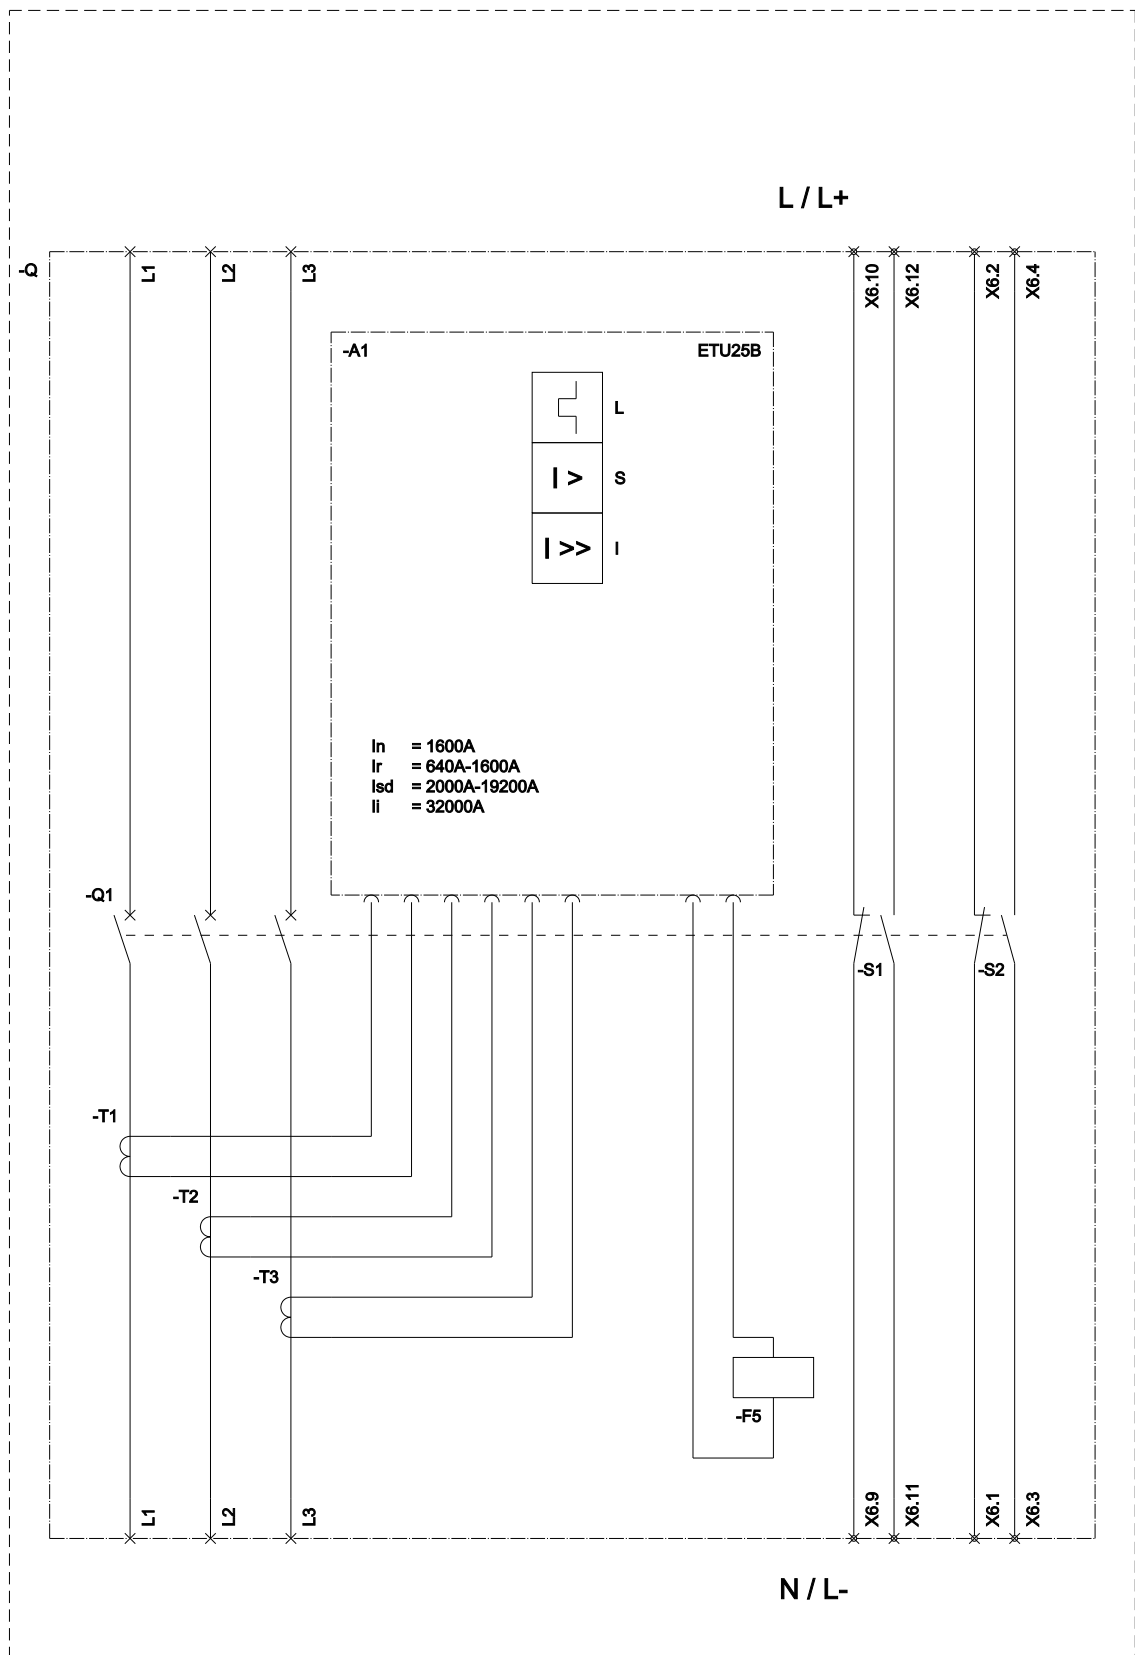 L / L+
-Q
L1
L2
L3
X6.10
X6.12
X6.2
X6.4
-A1
ETU25B
L
I >
S
I >>
I
In = 1600A
Ir = 640A-1600A
Isd = 2000A-19200A
Ii = 32000A
-Q1
-S1
-S2
-T1
-T2
-T3
-F5
L1
L2
L3
X6.9
X6.11
X6.1
X6.3
N / L-